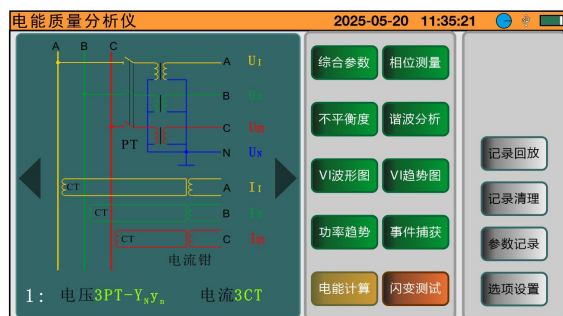 电能质量分析仪 2025-05-20 11:35:21
A B C
A UI
B
C UⅢ
PT N UN
CT A II
CT B
CT C
电流钳
1: 电压3PT-YNyn 电流3CT
综合参数 相位测量
不平衡度 谐波分析
VI波形图 VI趋势图
功率趋势 事件捕获
电能计算 闪变测试
记录回放
记录清理
参数记录
选项设置